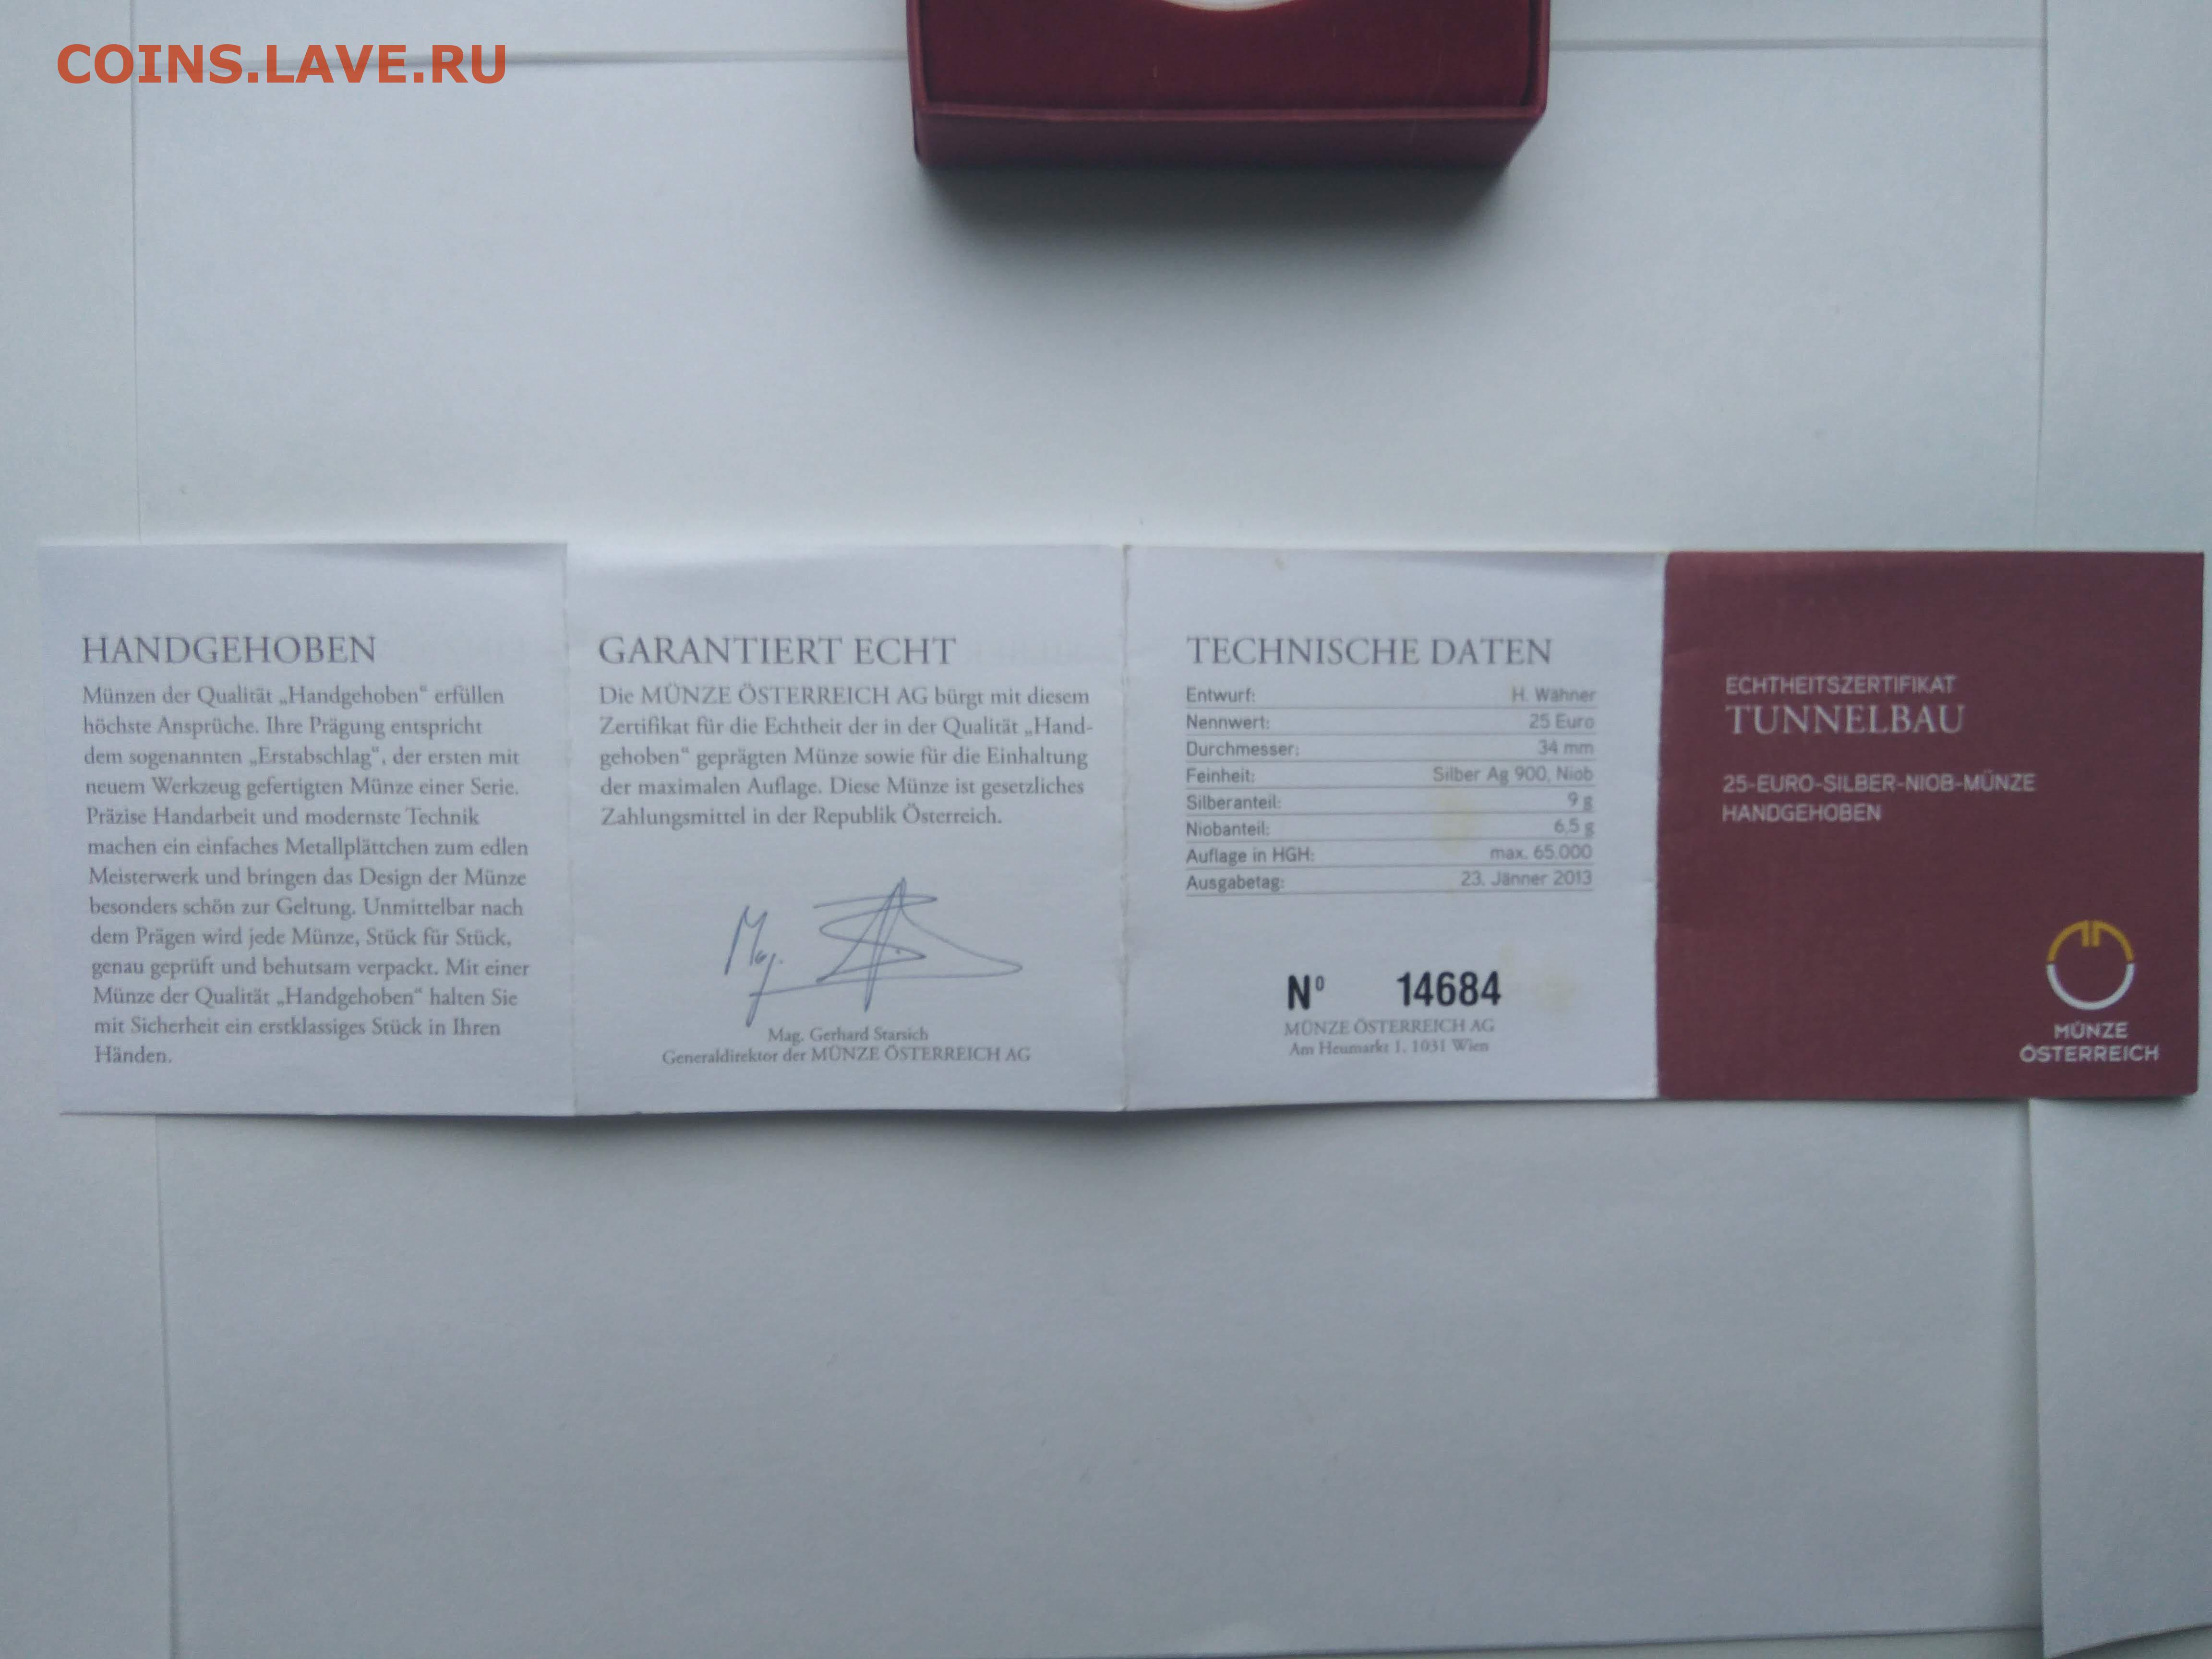 COINS.LAVE.RU
HANDGEHOBEN
Münzen der Qualität „Handgehoben“ erfüllen
höchste Ansprüche. Ihre Prägung entspricht
dem sogenannten „Erstabschlag“, der ersten mit
neuem Werkzeug gefertigten Münze einer Serie.
Präzise Handarbeit und modernste Technik
machen ein einfaches Metallplättchen zum edlen
Meisterwerk und bringen das Design der Münze
besonders schön zur Geltung. Unmittelbar nach
dem Prägen wird jede Münze, Stück für Stück,
genau geprüft und behutsam verpackt. Mit einer
Münze der Qualität „Handgehoben“ halten Sie
mit Sicherheit ein erstklassiges Stück in Ihren
Händen.
GARANTIERT ECHT
Die MÜNZE ÖSTERREICH AG bürgt mit diesem
Zertifikat für die Echtheit der in der Qualität „Hand-
gehoben“ geprägten Münze sowie für die Einhaltung
der maximalen Auflage. Diese Münze ist gesetzliches
Zahlungsmittel in der Republik Österreich.
Mag.
Mag. Gerhard Starsich
Generaldirektor der MÜNZE ÖSTERREICH AG
TECHNISCHE DATEN
Entwurf: H. Wähner
Nennwert: 25 Euro
Durchmesser: 34 mm
Feinheit: Silber Ag 900, Niob
Silberanteil: 9 g
Niobanteil: 6,5 g
Auflage in HGH: max. 65.000
Ausgabetag: 23. Jänner 2013
Nº 14684
MÜNZE ÖSTERREICH AG
Am Heumarkt 1, 1031 Wien
ECHTHEITSZERTIFIKAT
TUNNELBAU
25-EURO-SILBER-NIOB-MÜNZE
HANDGEHOBEN
MÜNZE
ÖSTERREICH